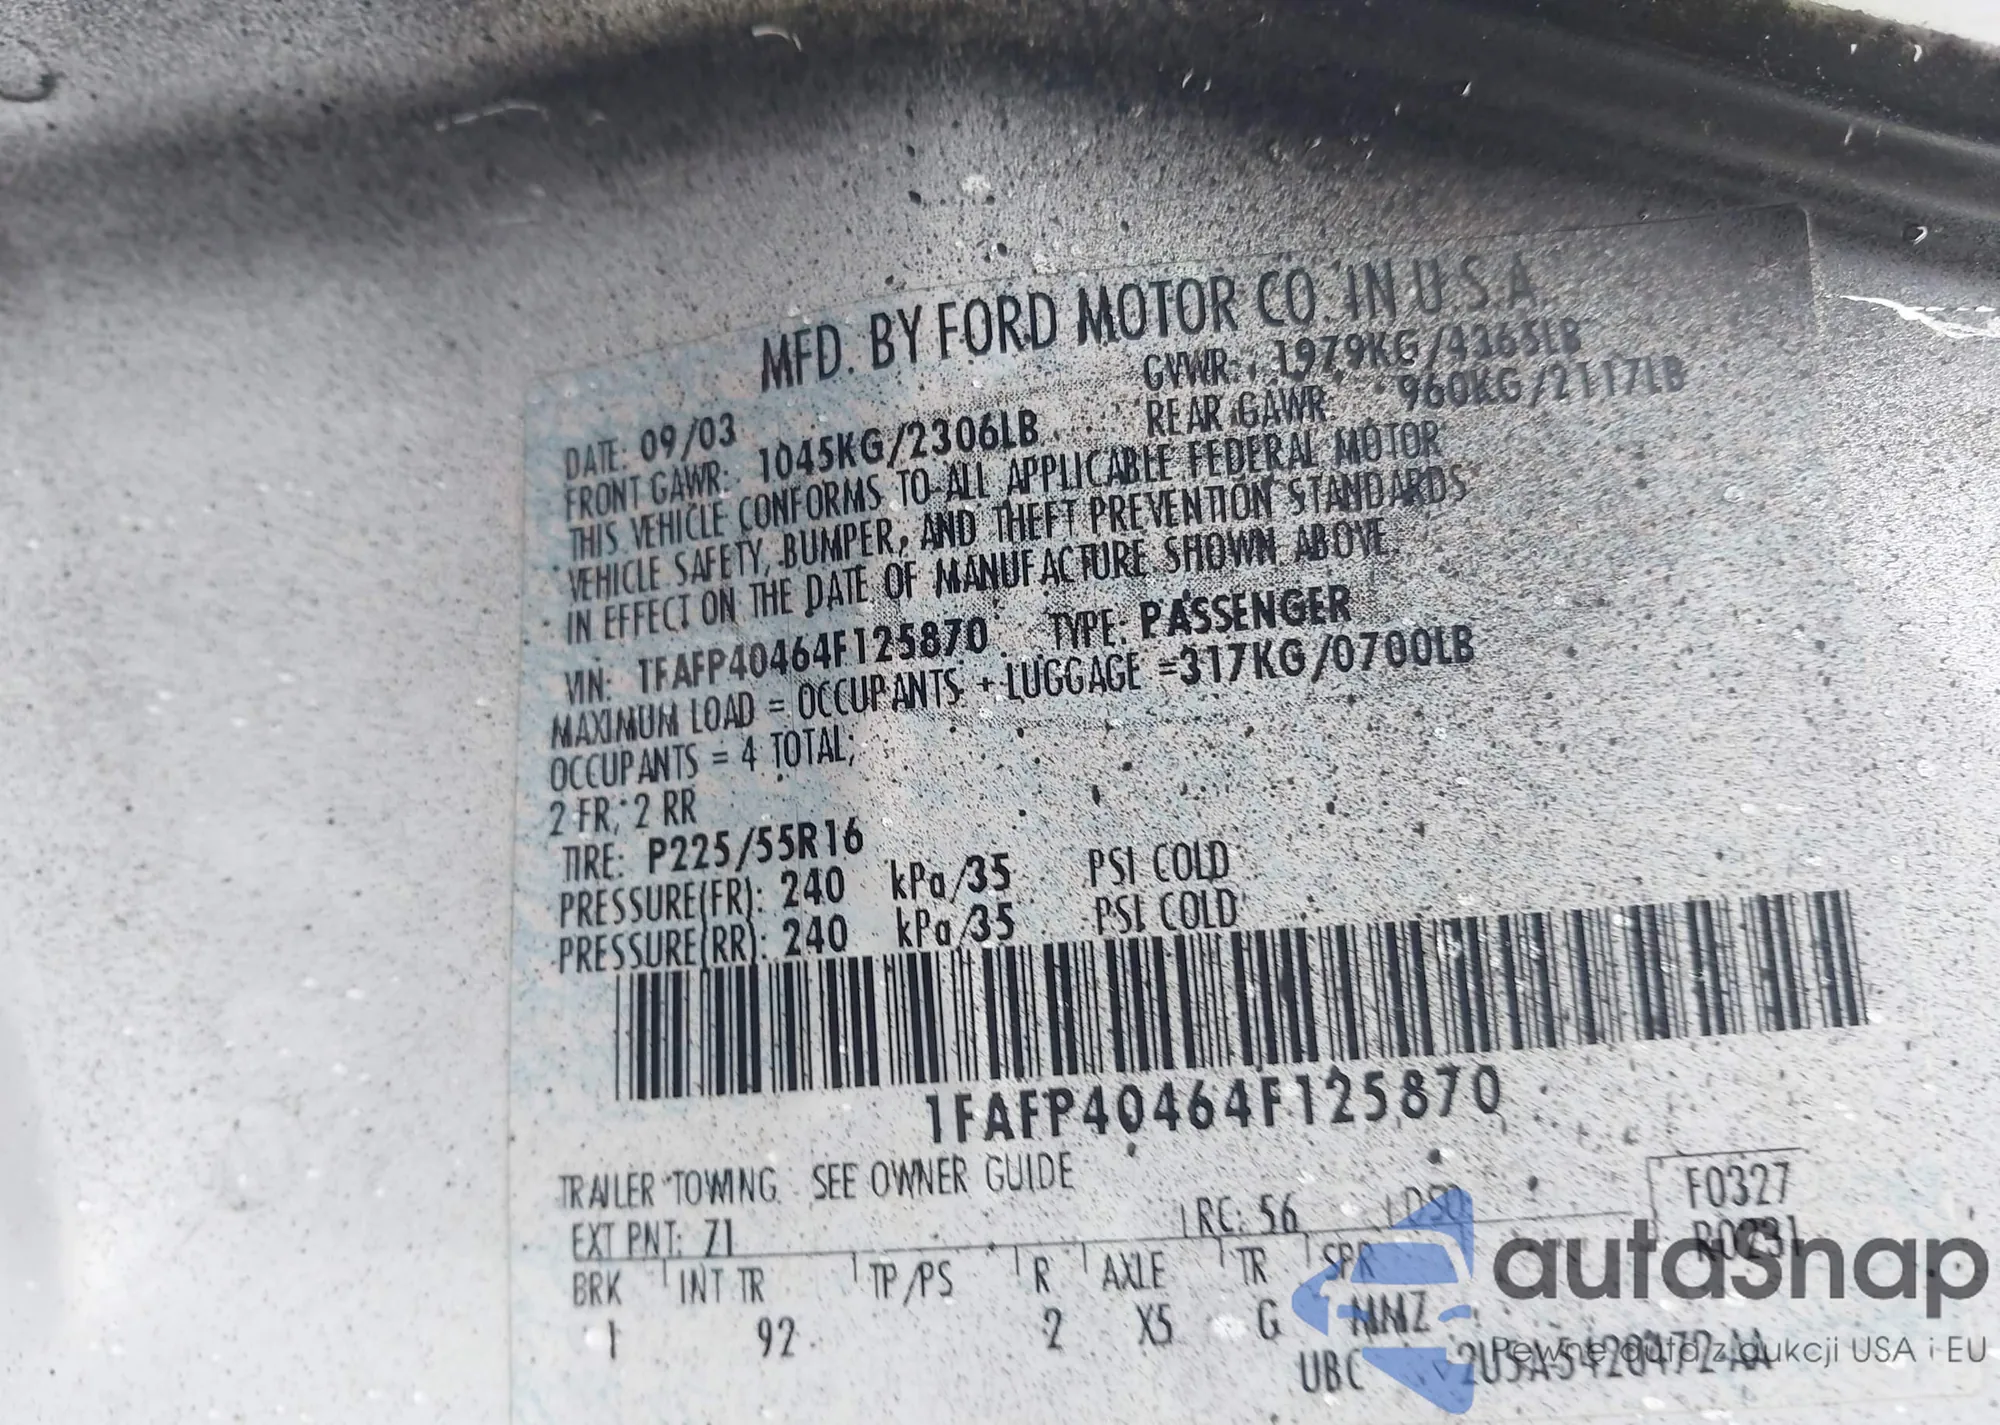 MFD. BY FORD MOTOR CO. IN U.S.A.
DATE: 09/03 GVWR: 1979KG/4365LB
FRONT GAWR: 1045KG/2306LB REAR GAWR: 960KG/2117LB
THIS VEHICLE CONFORMS TO ALL APPLICABLE FEDERAL MOTOR
VEHICLE SAFETY, BUMPER, AND THEFT PREVENTION STANDARDS
IN EFFECT ON THE DATE OF MANUFACTURE SHOWN ABOVE.
VIN: 1FAFP40464F125870 TYPE: PASSENGER
MAXIMUM LOAD = OCCUPANTS + LUGGAGE =317KG/0700LB
OCCUPANTS = 4 TOTAL;
2 FR; 2 RR
TIRE: P225/55R16
PRESSURE(FR): 240 kPa/35 PSI COLD
PRESSURE(RR): 240 kPa/35 PSI COLD
1FAFP40464F125870
TRAILER TOWING - SEE OWNER GUIDE
F0327
EXT PNT: Z1 RC: 56 DSO R0231
BRK INT TR TP/PS R AXLE TR SPR
1 92 2 X5 G MMZ
UBC
autosnap
Pewne auta z aukcji USA i EU